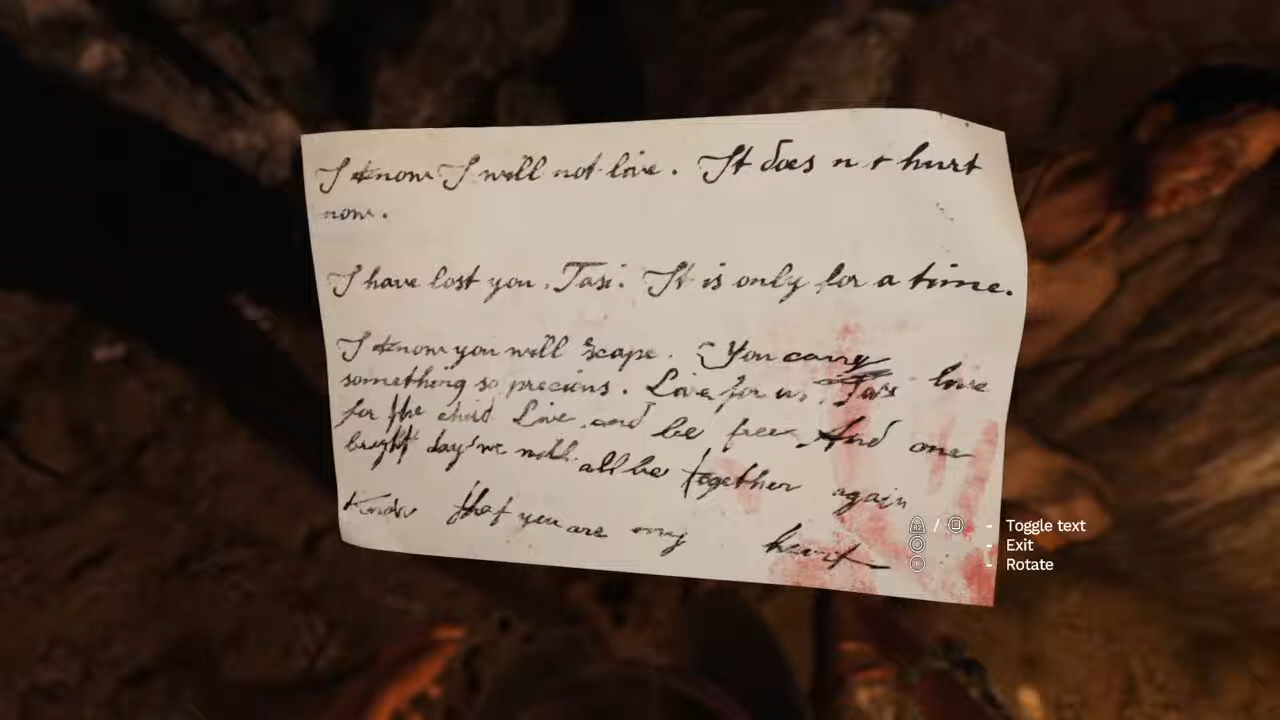 I know I will not live. It does n t hurt
now.
I have lost you, Tasi. It is only for a time.
I know you will scape. You carry
something so precious. Live for us, Tasi live
for the child. Live and be free And one
bright day we will all be together again
Know that you are my heart
R2 / - Toggle text
- Exit
R - Rotate